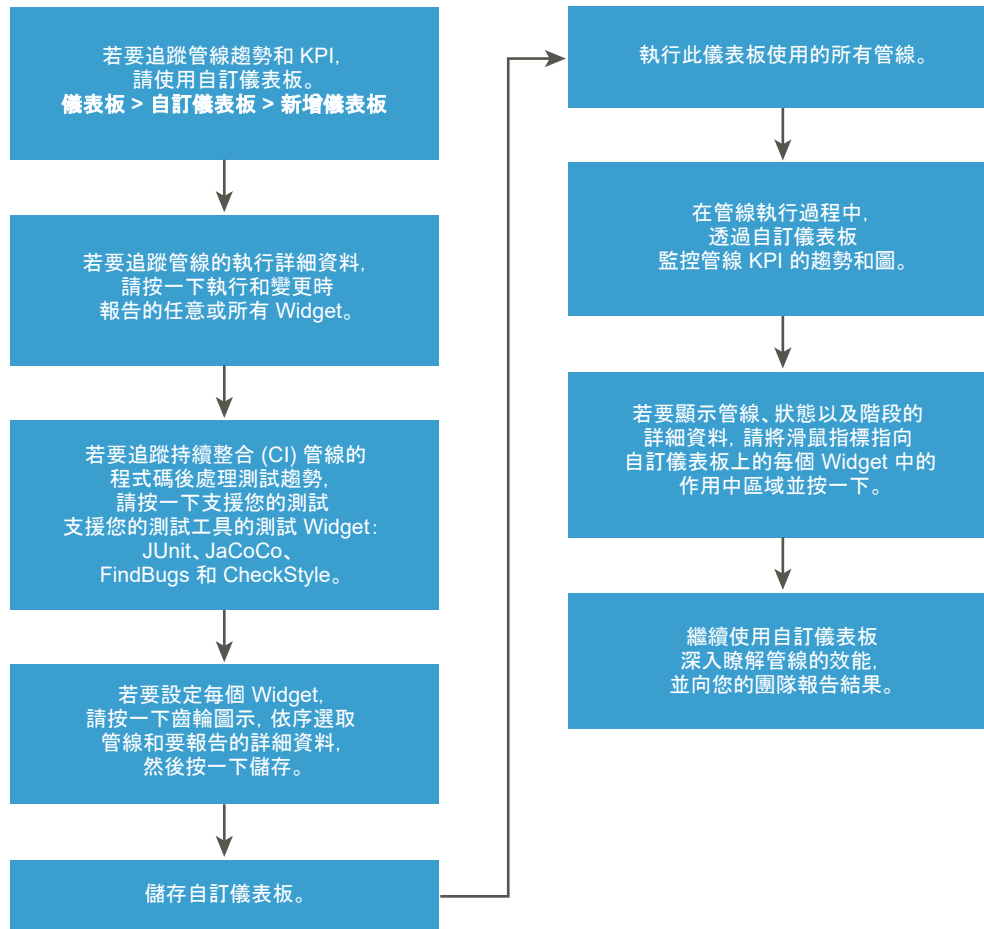 若要追蹤管線趨勢和 KPI,
請使用自訂儀表板。
儀表板 > 自訂儀表板 > 新增儀表板
若要追蹤管線的執行詳細資料,
請按一下執行和變更時
報告的任意或所有 Widget。
若要追蹤持續整合 (CI) 管線的
程式碼後處理測試趨勢,
請按一下支援您的測試
支援您的測試工具的測試 Widget：
JUnit、JaCoCo、
FindBugs 和 CheckStyle。
若要設定每個 Widget,
請按一下齒輪圖示, 依序選取
管線和要報告的詳細資料,
然後按一下儲存。
儲存自訂儀表板。
執行此儀表板使用的所有管線。
在管線執行過程中,
透過自訂儀表板
監控管線 KPI 的趨勢和圖。
若要顯示管線、狀態以及階段的
詳細資料, 請將滑鼠指標指向
自訂儀表板上的每個 Widget 中的
作用中區域並按一下。
繼續使用自訂儀表板
深入瞭解管線的效能,
並向您的團隊報告結果。